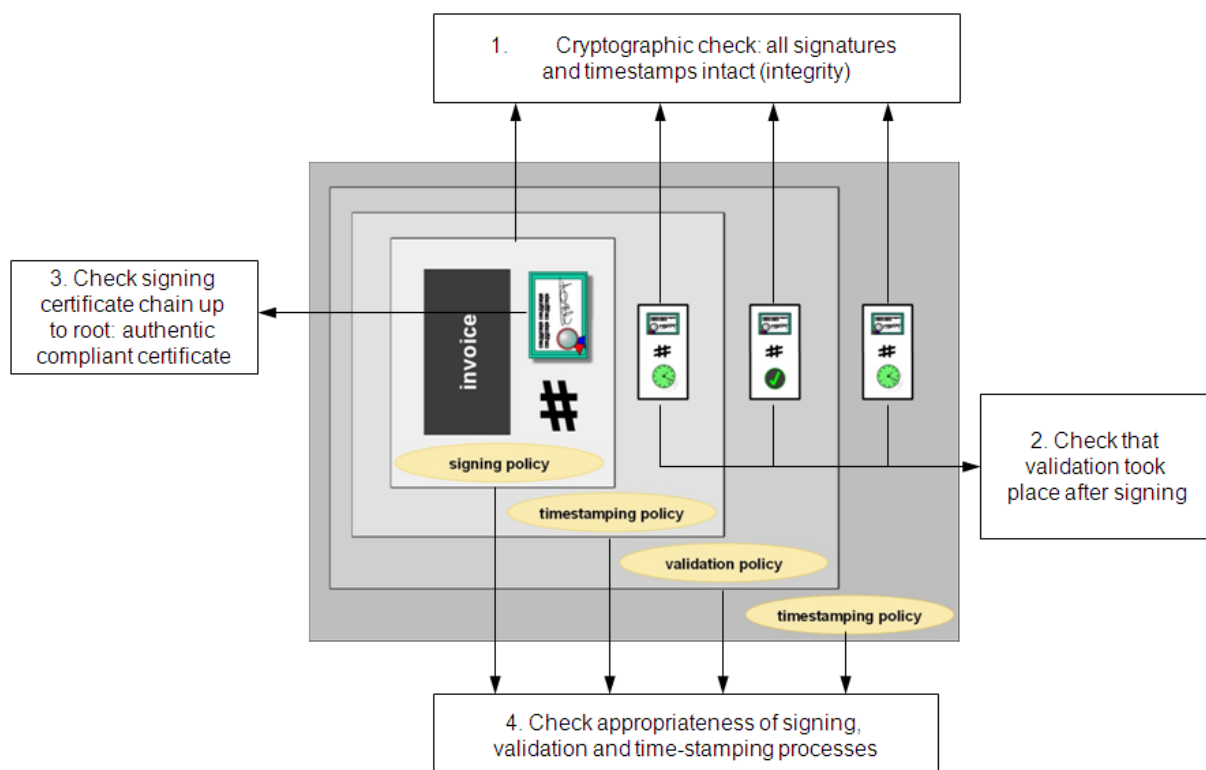 1. Cryptographic check: all signatures
and timestamps intact (integrity)
3. Check signing
certificate chain up
to root: authentic
compliant certificate
invoice
#
#
#
#
signing policy
2. Check that
validation took
place after signing
timestamping policy
validation policy
timestamping policy
4. Check appropriateness of signing,
validation and time-stamping processes